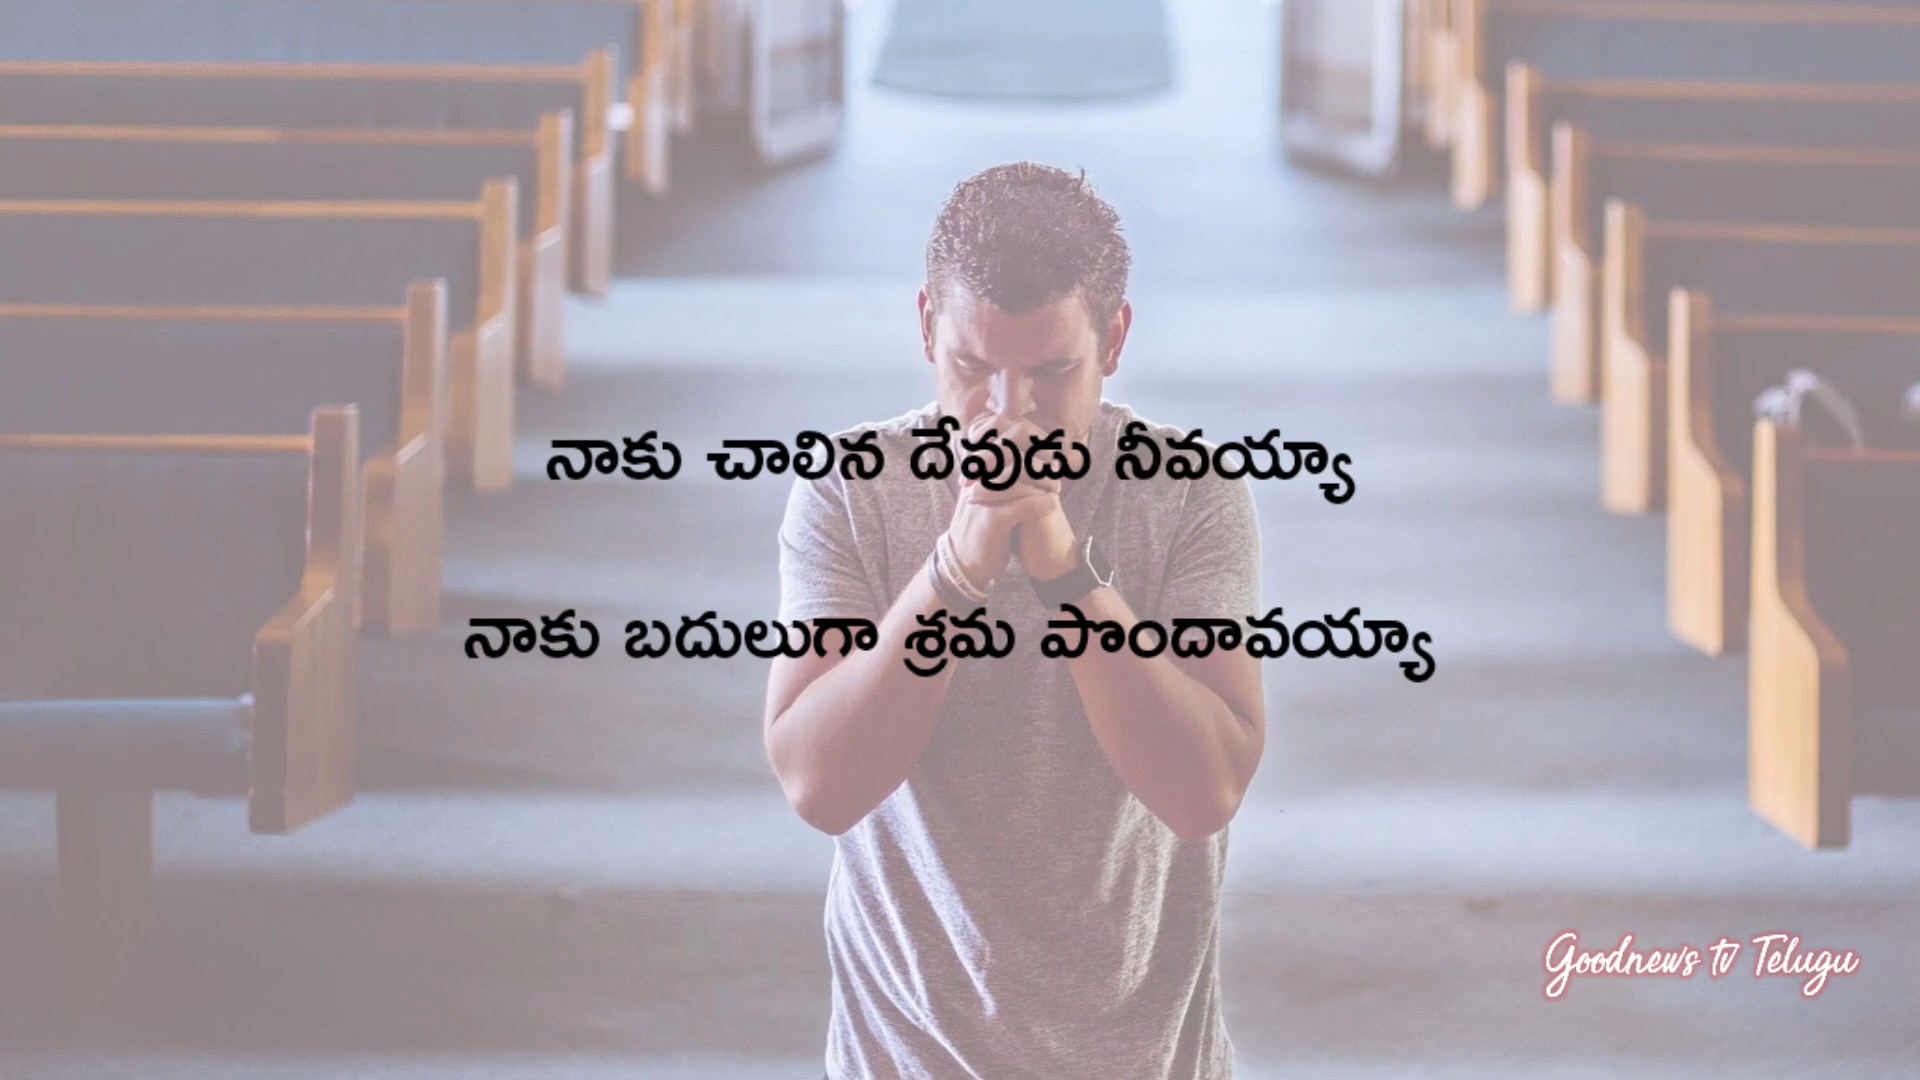 నాకు చాలిన దేవుడు నీవయ్యా
నాకు బదులుగా శ్రమ పొందావయ్యా
Goodnews tv Telugu